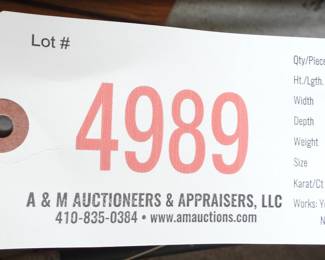 Lot #
4989
A & M AUCTIONEERS & APPRAISERS, LLC
410-835-0384 • www.amauctions.com
Qty/Piece
Ht./Lgth.
Width
Depth
Weight
Size
Karat/Ct
Works: Y
N